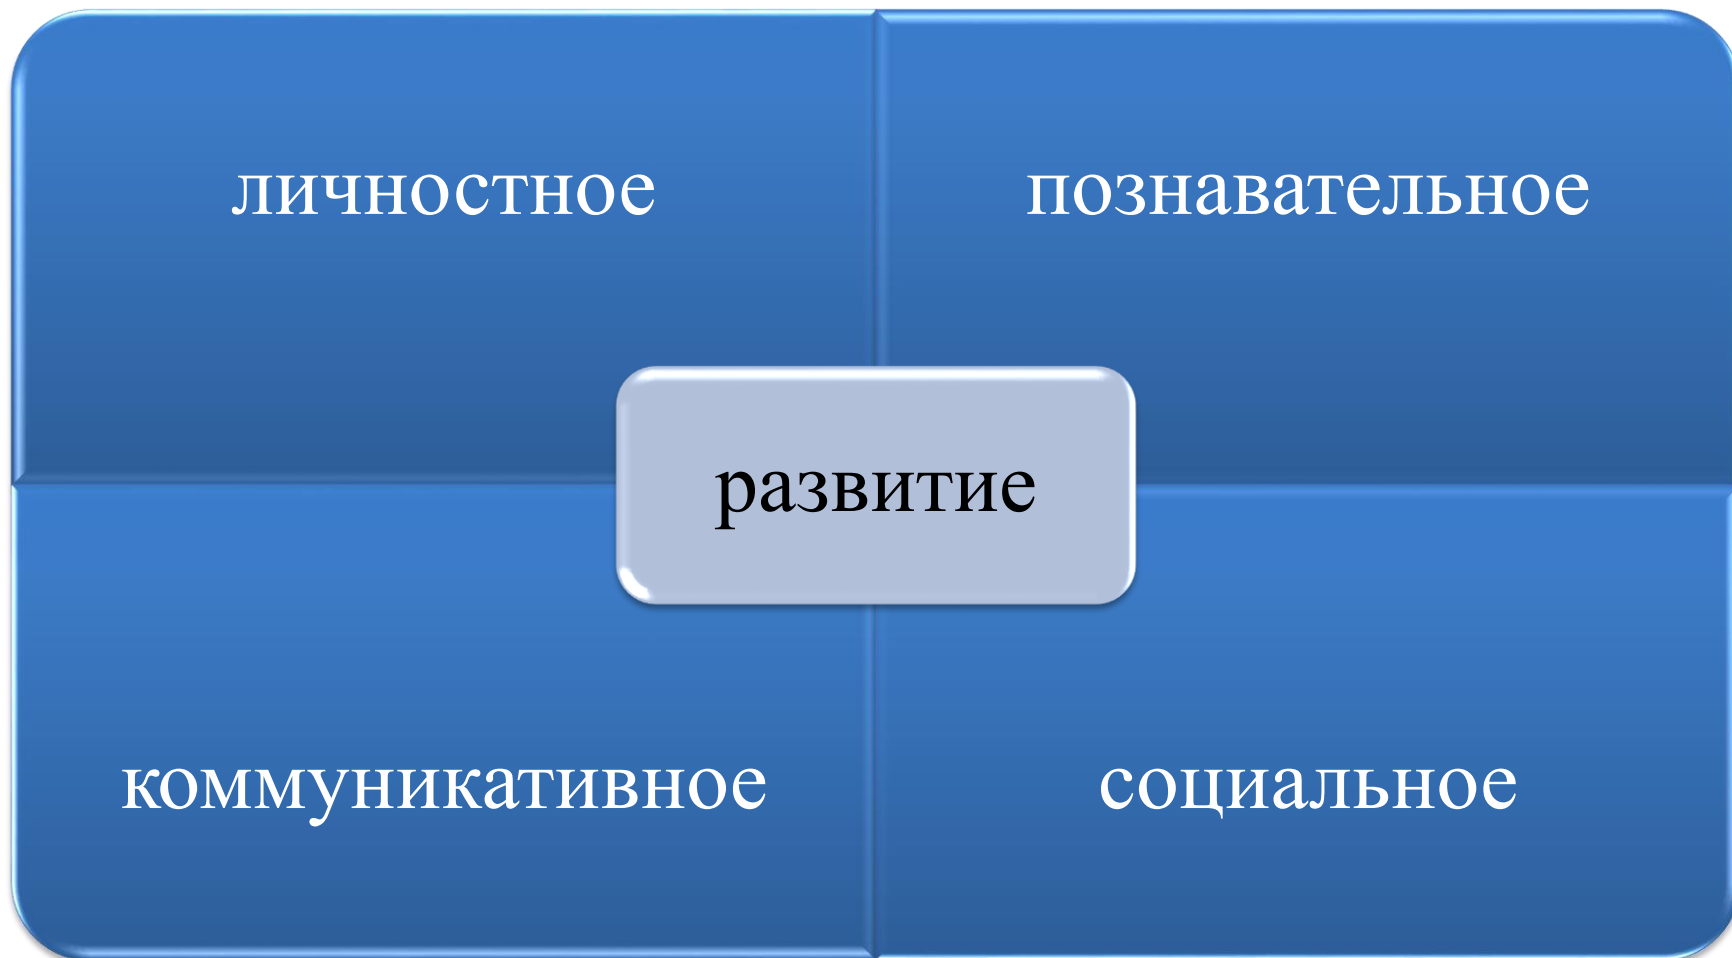 личностное
познавательное
развитие
коммуникативное
социальное